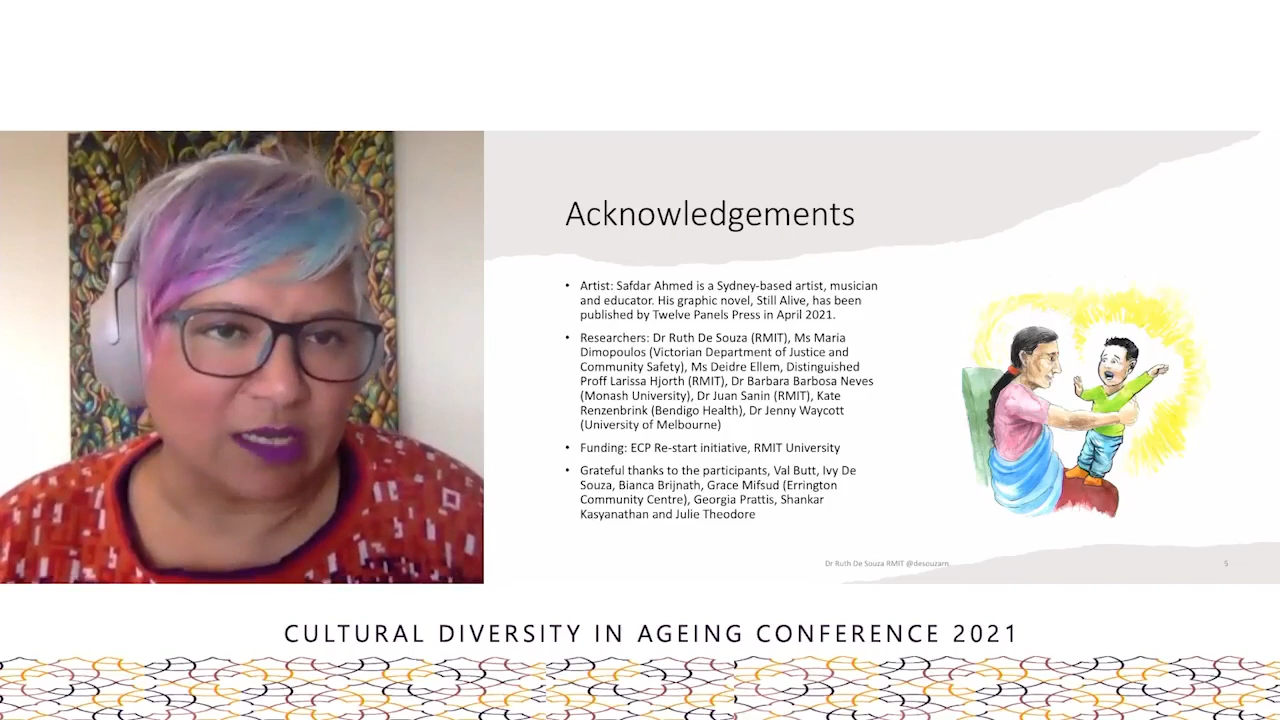 Acknowledgements
• Artist: Safdar Ahmed is a Sydney-based artist, musician
and educator. His graphic novel, Still Alive, has been
published by Twelve Panels Press in April 2021.
• Researchers: Dr Ruth De Souza (RMIT), Ms Maria
Dimopoulos (Victorian Department of Justice and
Community Safety), Ms Deidre Ellem, Distinguished
Proff Larissa Hjorth (RMIT), Dr Barbara Barbosa Neves
(Monash University), Dr Juan Sanin (RMIT), Kate
Renzenbrink (Bendigo Health), Dr Jenny Waycott
(University of Melbourne)
• Funding: ECP Re-start initiative, RMIT University
• Grateful thanks to the participants, Val Butt, Ivy De
Souza, Bianca Brijnath, Grace Mifsud (Errington
Community Centre), Georgia Prattis, Shankar
Kasyanathan and Julie Theodore
Dr Ruth De Souza RMIT @desouzarn
5
CULTURAL DIVERSITY IN AGEING CONFERENCE 2021